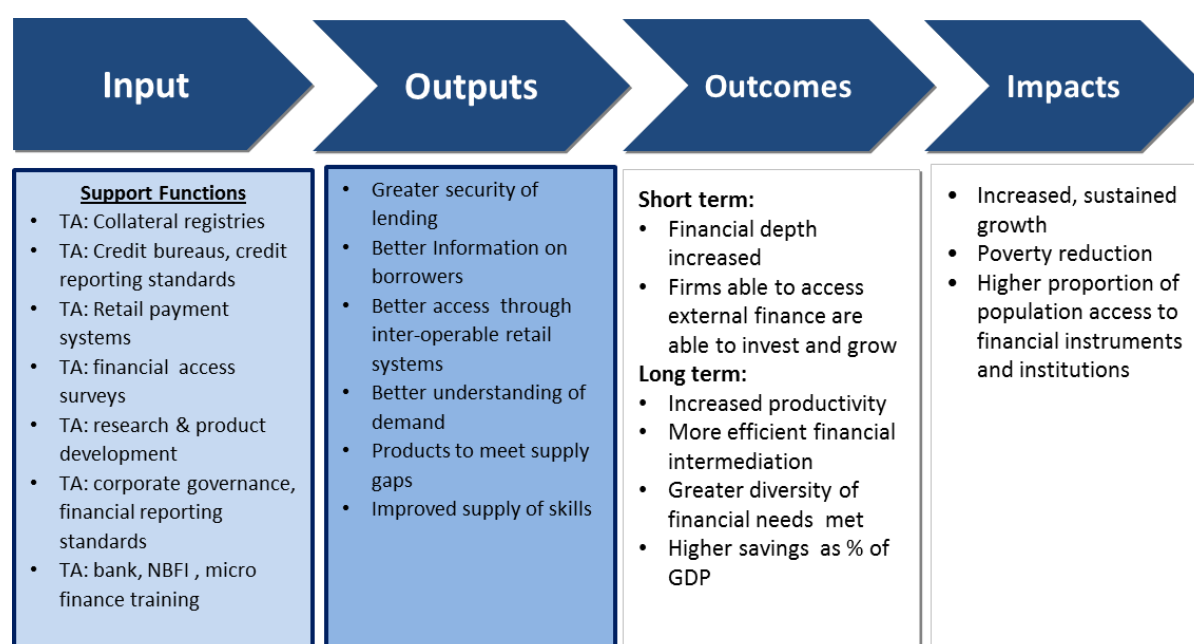 Input
Outputs
Outcomes
Impacts
Support Functions
• TA: Collateral registries
• TA: Credit bureaus, credit
reporting standards
• TA: Retail payment
systems
• TA: financial access
surveys
• TA: research & product
development
• TA: corporate governance,
financial reporting
standards
• TA: bank, NBFI , micro
finance training
• Greater security of
lending
• Better Information on
borrowers
• Better access through
inter-operable retail
systems
• Better understanding of
demand
• Products to meet supply
gaps
• Improved supply of skills
Short term:
• Financial depth
increased
• Firms able to access
external finance are
able to invest and grow
Long term:
• Increased productivity
• More efficient financial
intermediation
• Greater diversity of
financial needs met
• Higher savings as % of
GDP
• Increased, sustained
growth
• Poverty reduction
• Higher proportion of
population access to
financial instruments
and institutions